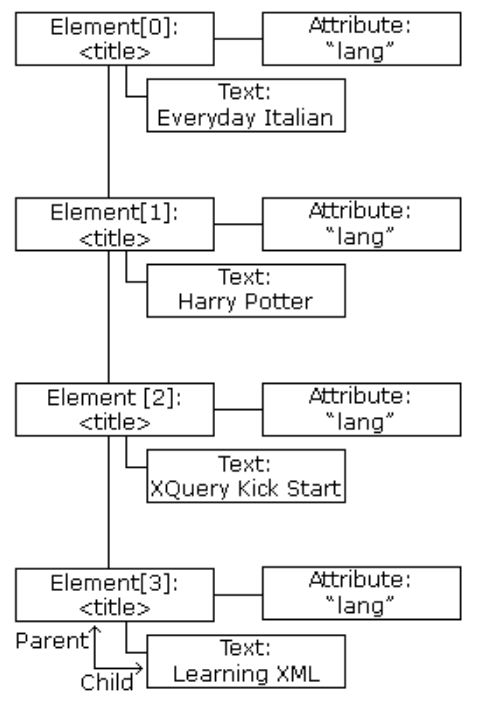 Element[0]:
<title>
Attribute:
“lang”
Text:
Everyday Italian
Element[1]:
<title>
Attribute:
“lang”
Text:
Harry Potter
Element [2]:
<title>
Attribute:
“lang”
Text:
XQuery Kick Start
Element[3]:
<title>
Attribute:
“lang”
Parent
Text:
Learning XML
Child